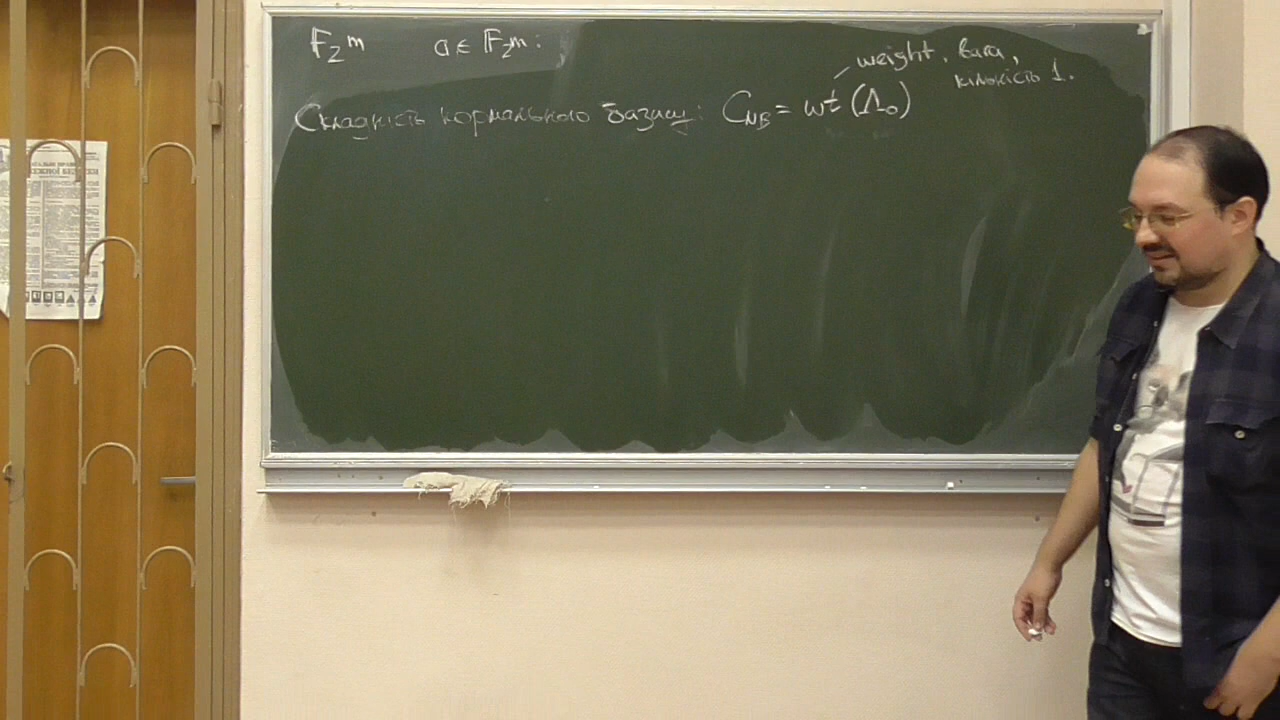 F₂ᵐ a ∈ F₂ᵐ:
weight, вага,
кількість 1.
Складність нормального базису: C_NB = wt (Λ₀)